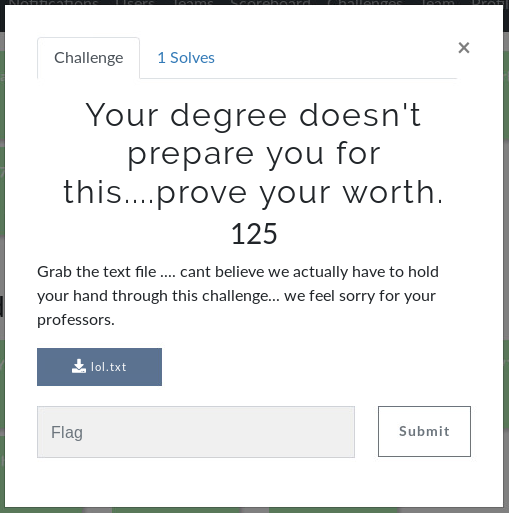 Notifications Users Teams Scoreboard Challenges Team Profil
Challenge
1 Solves
×
Your degree doesn't
prepare you for
this....prove your worth.
125
Grab the text file .... cant believe we actually have to hold
your hand through this challenge... we feel sorry for your
professors.
lol.txt
Flag
Submit